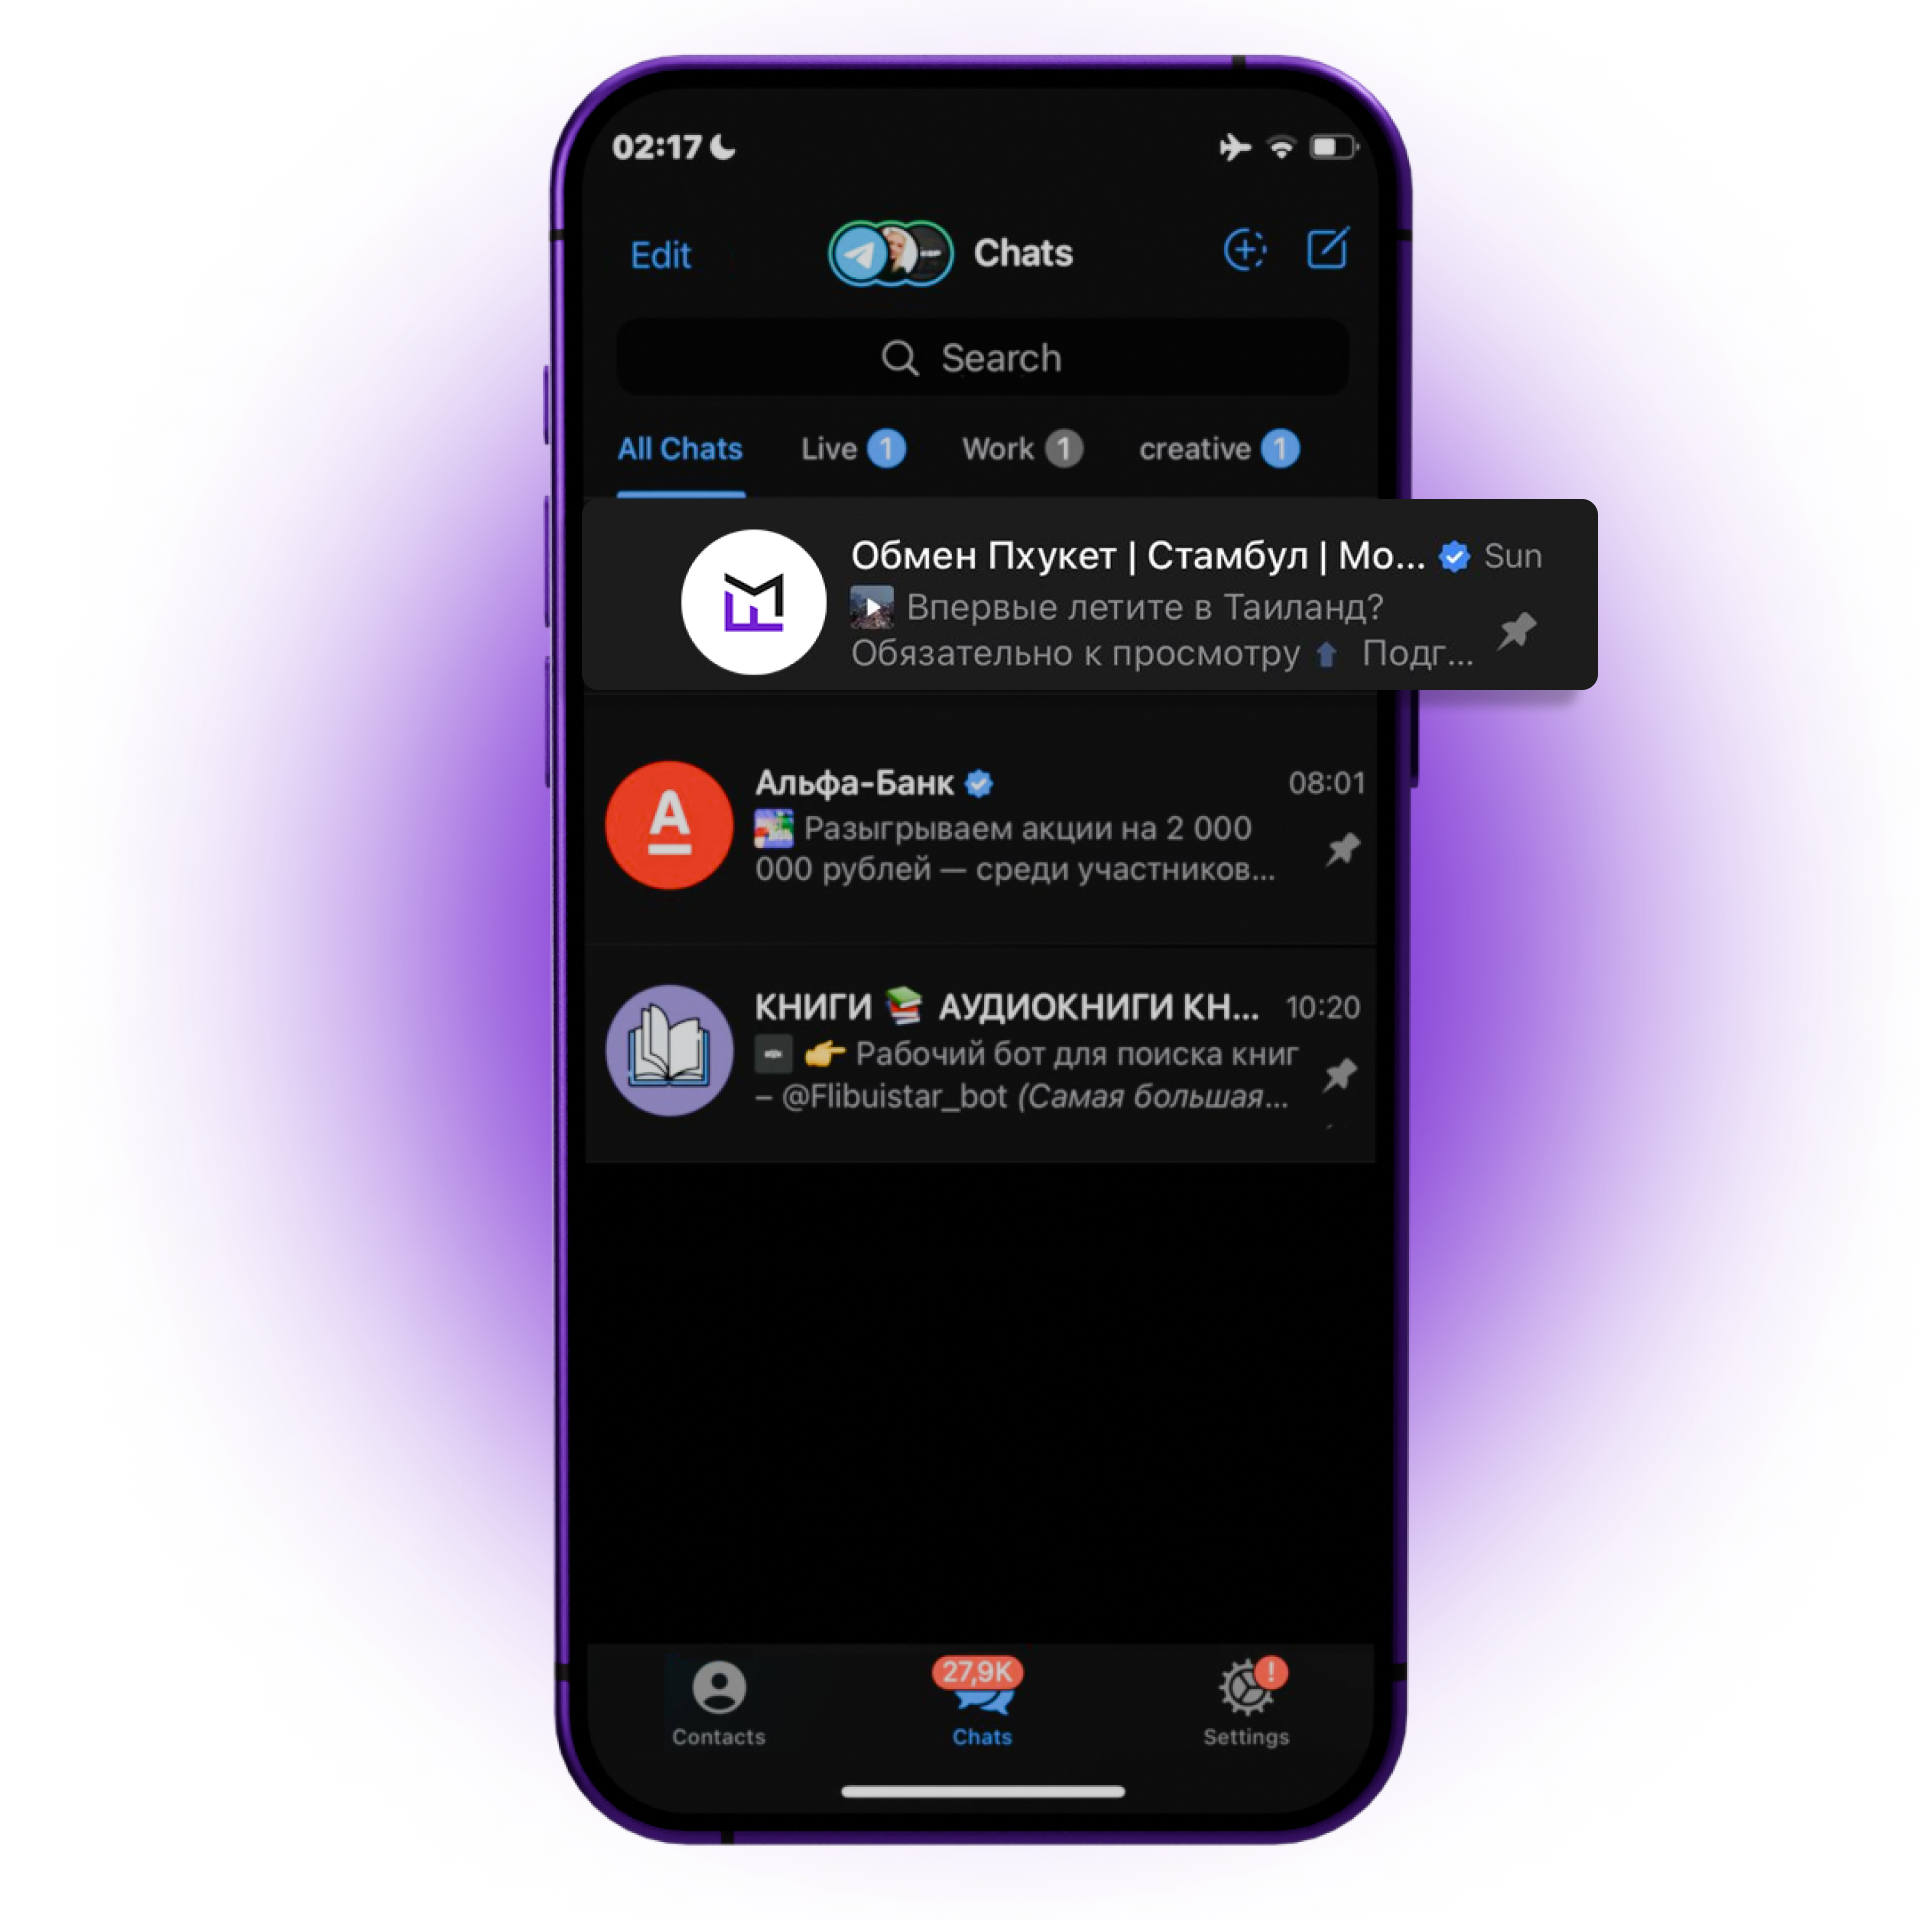 02:17
Edit
Chats
Search
All Chats Live 1 Work 1 creative 1
Обмен Пхукет | Стамбул | Мо... Sun
Впервые летите в Таиланд?
Обязательно к просмотру Подг...
A
Альфа-Банк 08:01
Разыгрываем акции на 2 000
000 рублей — среди участников...
КНИГИ АУДИОКНИГИ КН... 10:20
Рабочий бот для поиска книг
– @Flibuistar_bot (Самая большая...
27,9K !
Contacts Chats Settings